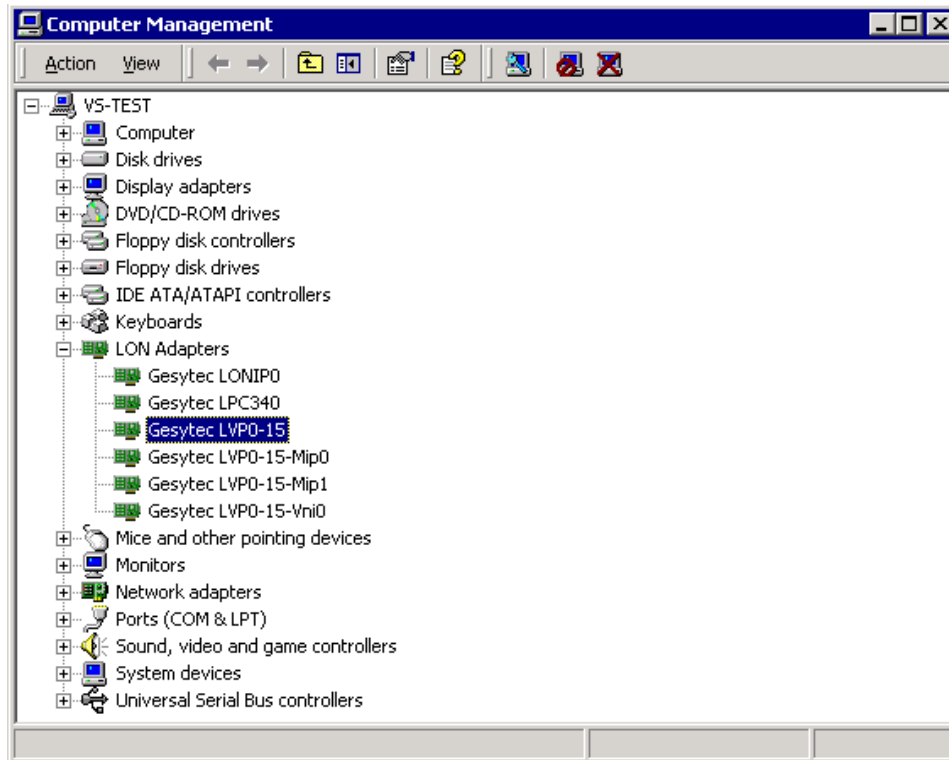 Computer Management
Action View
VS-TEST
Computer
Disk drives
Display adapters
DVD/CD-ROM drives
Floppy disk controllers
Floppy disk drives
IDE ATA/ATAPI controllers
Keyboards
LON Adapters
Gesytec LONIP0
Gesytec LPC340
Gesytec LVP0-15
Gesytec LVP0-15-Mip0
Gesytec LVP0-15-Mip1
Gesytec LVP0-15-Vni0
Mice and other pointing devices
Monitors
Network adapters
Ports (COM & LPT)
Sound, video and game controllers
System devices
Universal Serial Bus controllers